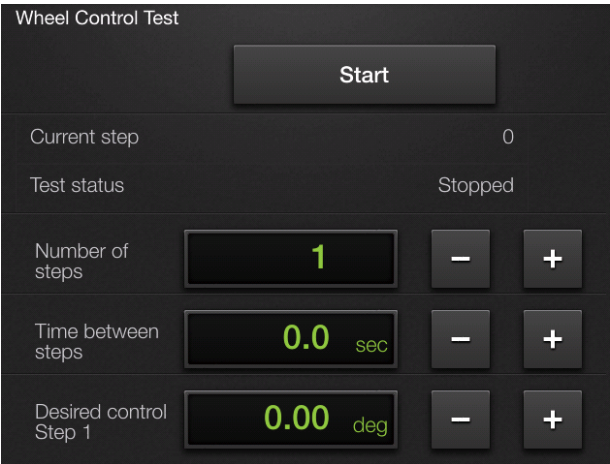 Wheel Control Test
Start
Current step 0
Test status Stopped
Number of
steps
1 − +
Time between
steps
0.0 sec − +
Desired control
Step 1
0.00 deg − +